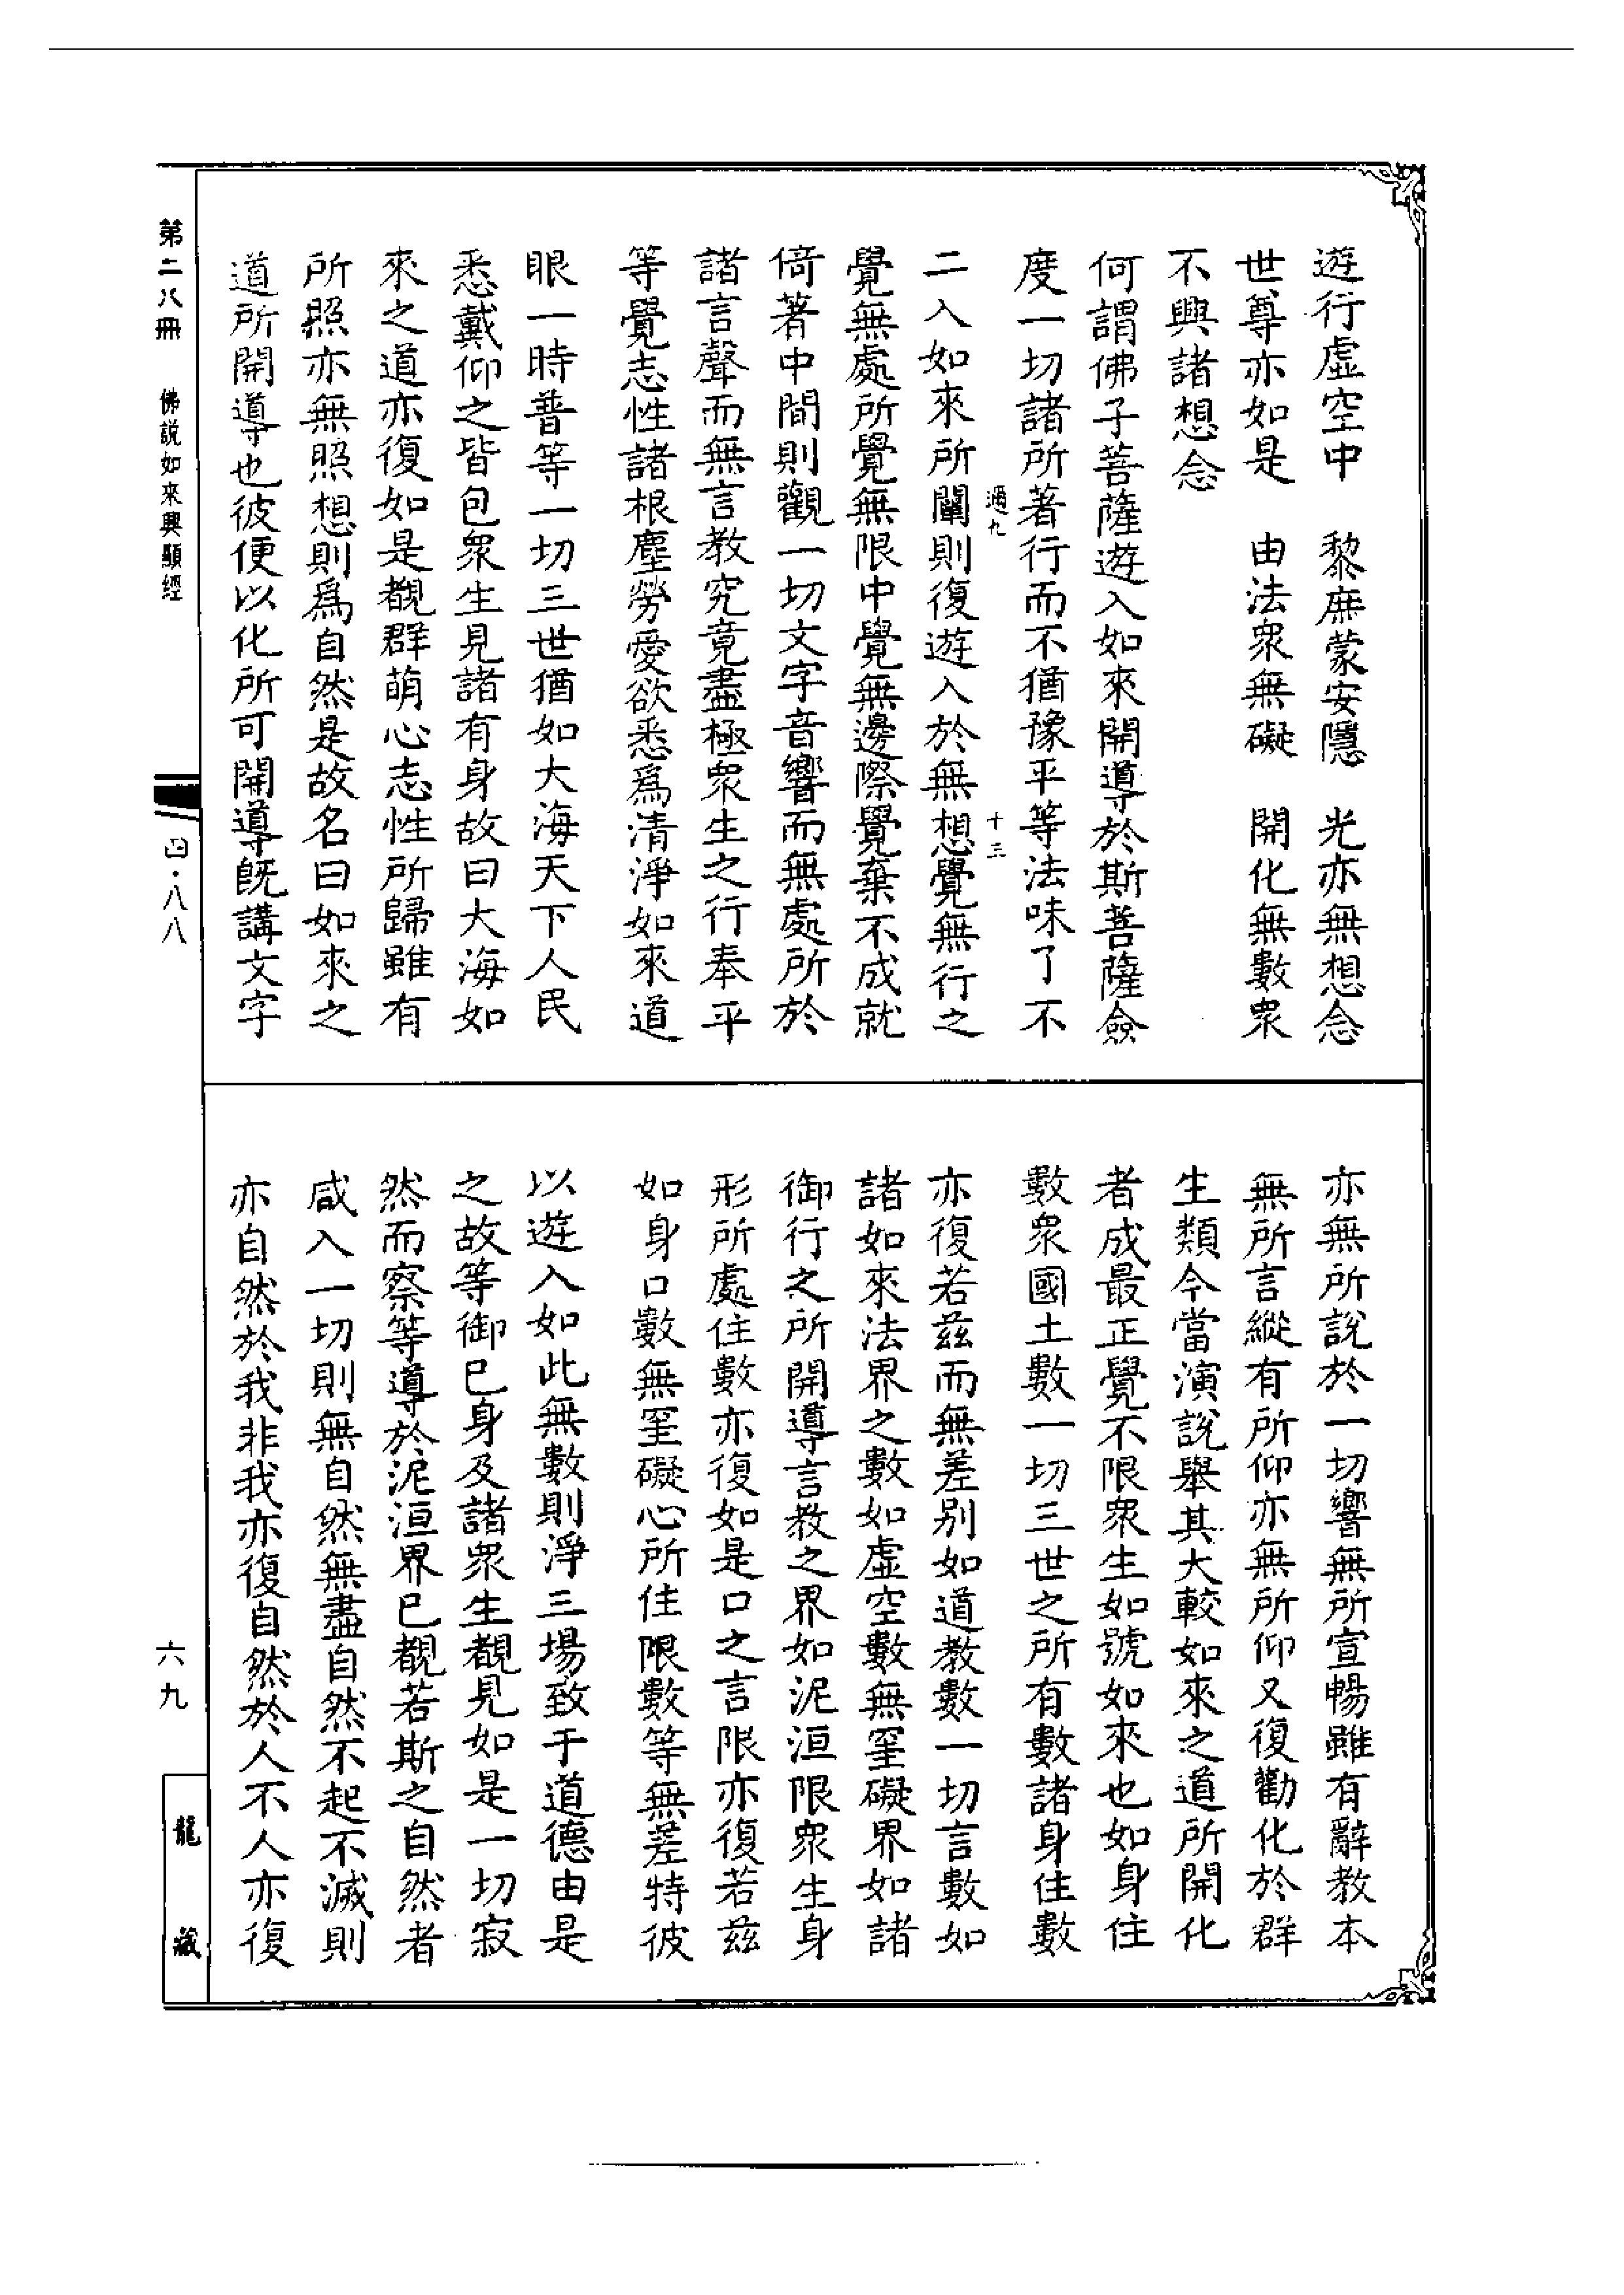 遊行虛空中　黎庶蒙安隱　光亦無想念
世尊亦如是　由法衆無礙　開化無數衆
不興諸想念
何謂佛子菩薩遊入如來開導於斯菩薩僉
度一切諸所著行而不猶豫平等法味了不
週九
十三
二入如來所闡則復遊入於無想覺無行之
覺無處所覺無限中覺無邊際覺棄不成就
倚著中間則觀一切文字音響而無處所於
諸言聲而無言教究竟盡極衆生之行奉平
等覺志性諸根塵勞愛欲悉爲清淨如來道
眼一時普等一切三世猶如大海天下人民
悉戴仰之皆包衆生見諸有身故曰大海如
來之道亦復如是覩群萌心志性所歸雖有
所照亦無照想則爲自然是故名曰如來之
道所開導也彼便以化所可開導旣講文字
亦無所說於一切響無所宣暢雖有辭教本
無所言縱有所仰亦無所仰又復勸化於群
生類今當演說舉其大較如來之道所開化
者成最正覺不限衆生如號如來也如身住
數衆國土數一切三世之所有數諸身住數
亦復若茲而無差別如道教數一切言數如
諸如來法界之數如虛空數無罣礙界如諸
御行之所開導言教之界如泥洹限衆生身
形所處住數亦復如是口之言限亦復若茲
如身口數無罣礙心所住限數等無差特彼
以遊入如此無數則淨三場致于道德由是
之故等御已身及諸衆生覩見如是一切寂
然而察等導於泥洹界已覩若斯之自然者
咸入一切則無自然無盡自然不起不滅則
亦自然於我非我亦復自然於人不人亦復
第二八冊　佛說如來興顯經
四·八八
六九
龍藏